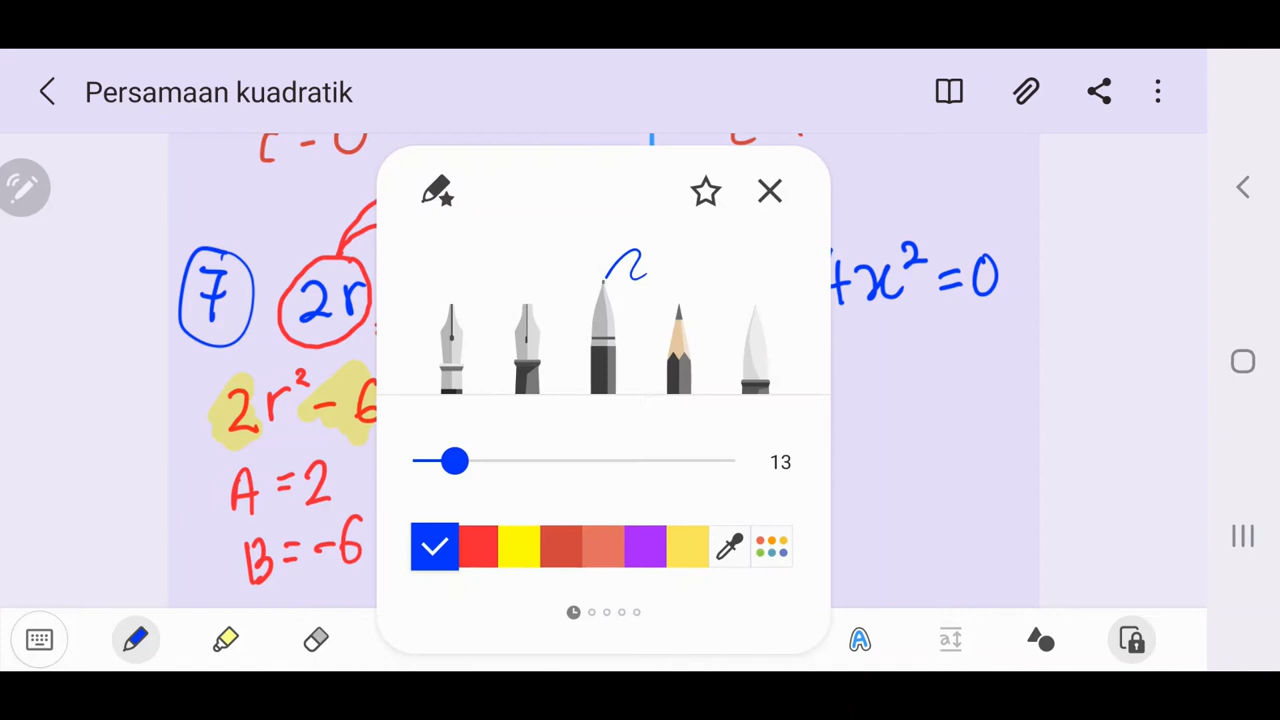 Persamaan kuadratik
7 2r +x² = 0
2r² - 6
A = 2
B = -6
13